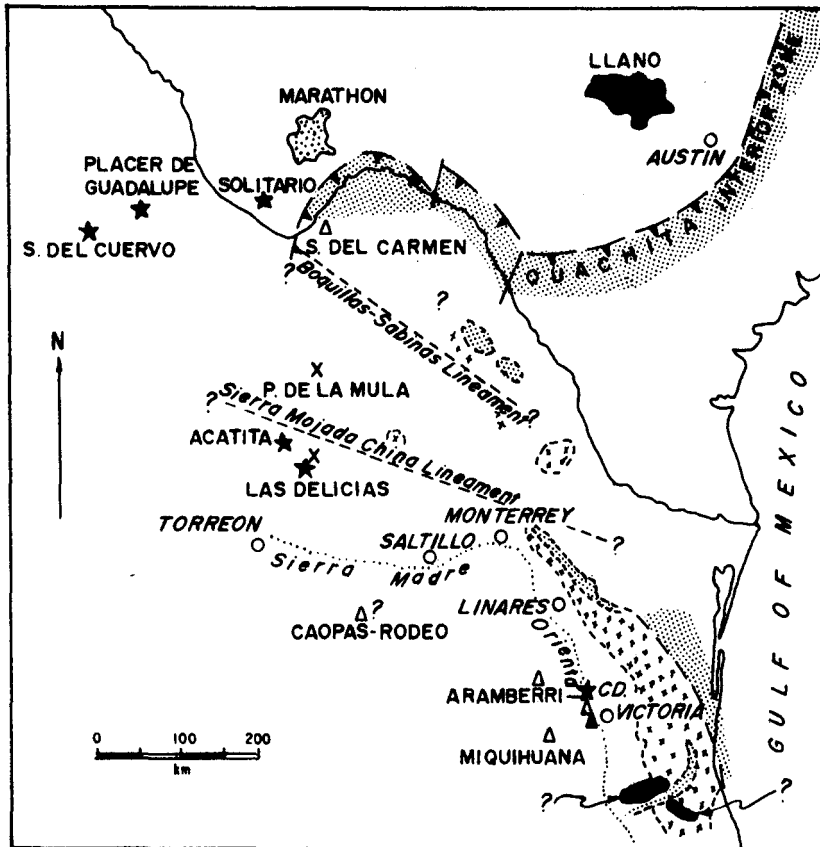 LLANO
MARATHON
AUSTIN
OUACHITA INTERIOR ZONE
PLACER DE
GUADALUPE
SOLITARIO
S. DEL CUERVO
S. DEL CARMEN
?
Boquillas-Sabinas Lineament
?
?
N
P. DE LA MULA
?
Sierra Mojada China Lineament
?
ACATITA
LAS DELICIAS
MONTERREY
TORREON
SALTILLO
Sierra Madre Oriental
LINARES
?
CAOPAS-RODEO
GULF OF MEXICO
ARAMBERRI
CD.
VICTORIA
MIQUIHUANA
0 100 200
km
?
?